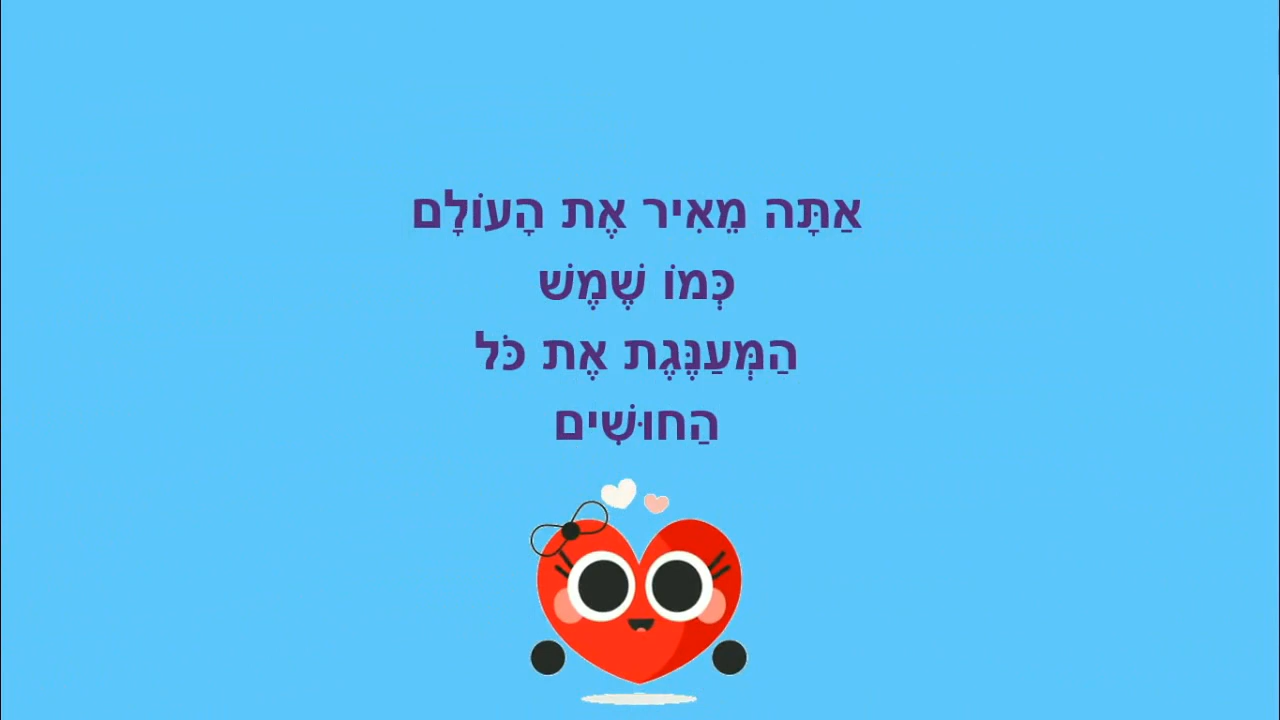 אַתָּה מֵאִיר אֶת הָעוֹלָם
כְּמוֹ שֶׁמֶשׁ
הַמְּעַנֶּגֶת אֶת כֹּל
הַחוּשִּׁים